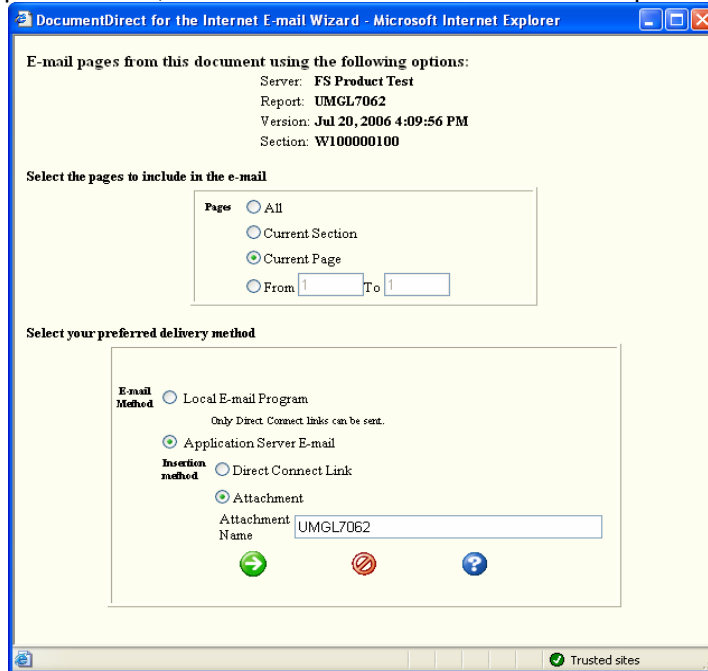 DocumentDirect for the Internet E-mail Wizard - Microsoft Internet Explorer
E-mail pages from this document using the following options:
Server: FS Product Test
Report: UMGL7062
Version: Jul 20, 2006 4:09:56 PM
Section: W100000100
Select the pages to include in the e-mail
Pages All
Current Section
Current Page
From 1 To 1
Select your preferred delivery method
E-mail Method Local E-mail Program
Only Direct Connect links can be sent.
Application Server E-mail
Insertion method Direct Connect Link
Attachment
Attachment Name UMGL7062
Trusted sites